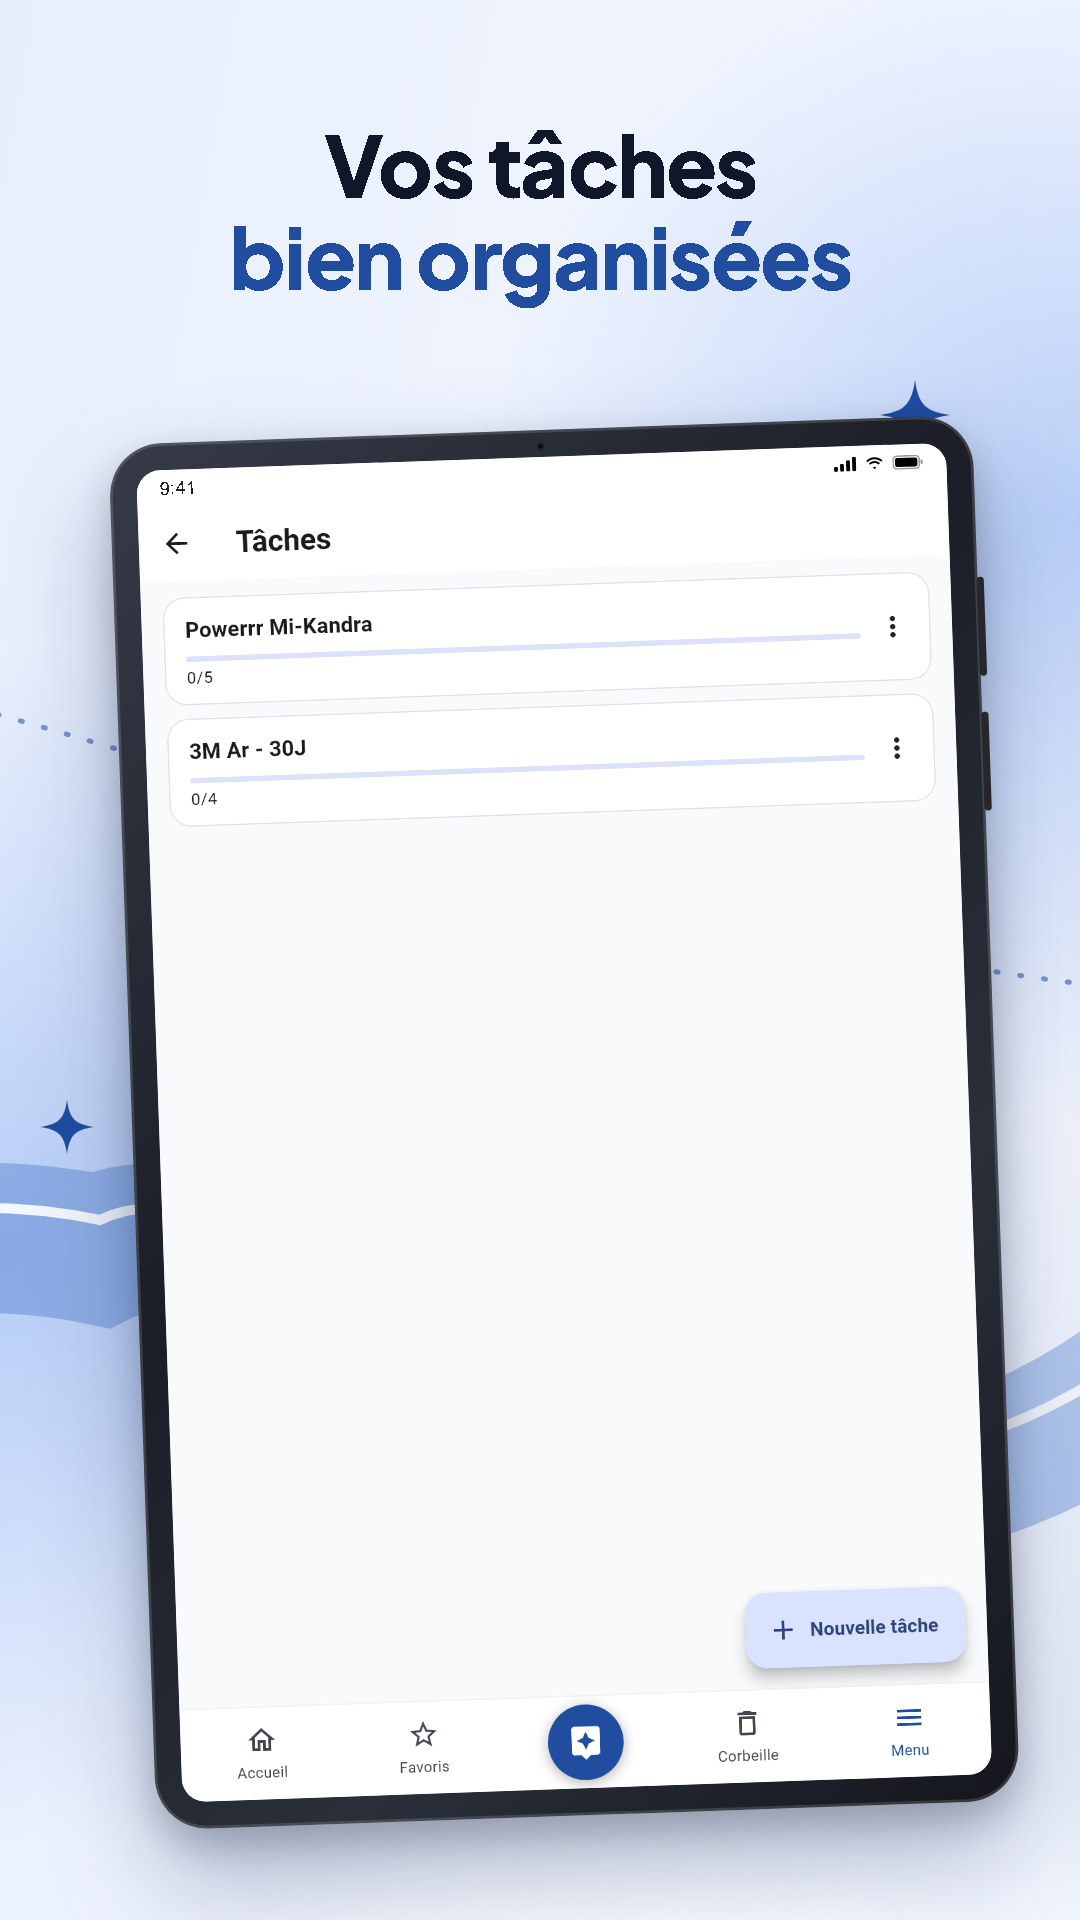 Vos tâches
bien organisées
9:41
Tâches
Powerrr Mi-Kandra
0/5
3M Ar - 30J
0/4
Nouvelle tâche
Accueil
Favoris
Corbeille
Menu